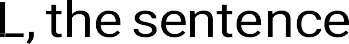 L, the sentence